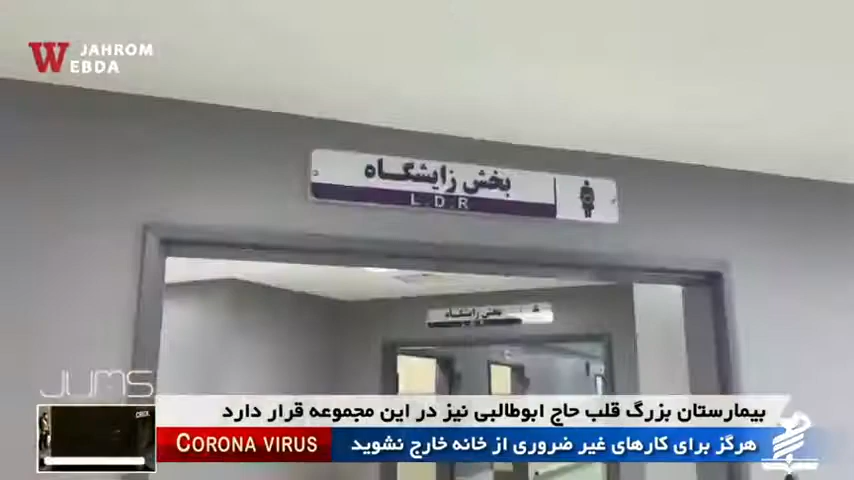 W JAHROM
EBDA
بخش زایشگاه
L.D.R
بخش زایشگاه
JUMS
بیمارستان بزرگ قلب حاج ابوطالبی نیز در این مجموعه قرار دارد
CORONA VIRUS
هرگز برای کارهای غیر ضروری از خانه خارج نشوید